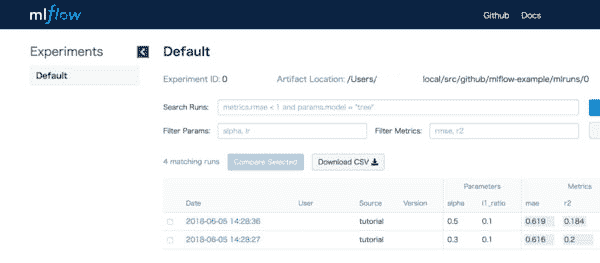 mlflow
Github Docs
Experiments
Default
Default
Experiment ID: 0 Artifact Location: /Users/ local/src/github/mlflow-example/mlruns/0
Search Runs: metrics.rmse < 1 and params.model = "tree"
Filter Params: alpha, lr Filter Metrics: rmse, r2
4 matching runs Compare Selected Download CSV
Parameters Metrics
Date User Source Version alpha l1_ratio mae r2
2018-06-05 14:28:36 tutorial 0.5 0.1 0.619 0.184
2018-06-05 14:28:27 tutorial 0.3 0.1 0.616 0.2